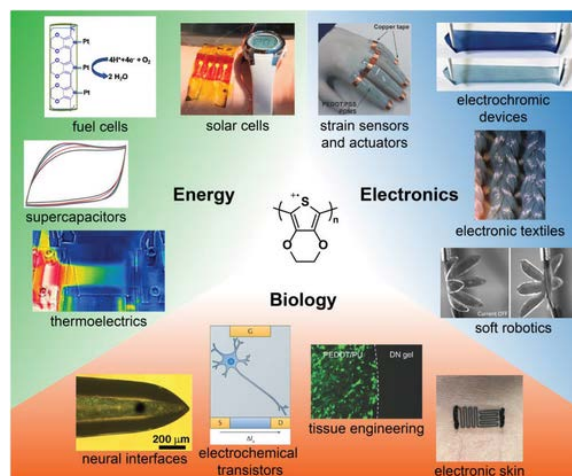 Pt
4H⁺+4e⁻ + O₂
Pt
2 H₂O
Pt
fuel cells
solar cells
Copper tape
PEDOT:PSS
strain sensors
and actuators
electrochromic
devices
supercapacitors
Energy
Electronics
S
n
O
O
electronic textiles
thermoelectrics
Biology
Current OFF
soft robotics
200 μm
neural interfaces
G
S
D
electrochemical
transistors
PEDOT/PU
DN gel
tissue engineering
electronic skin